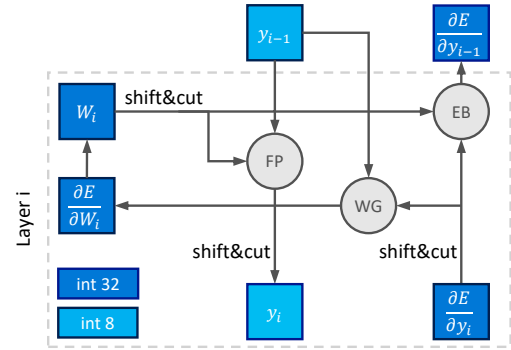 y_{i−1}
∂E
∂y_{i−1}
shift&cut
W_i
EB
FP
∂E
∂W_i
WG
shift&cut
shift&cut
Layer i
int 32
int 8
y_i
∂E
∂y_i